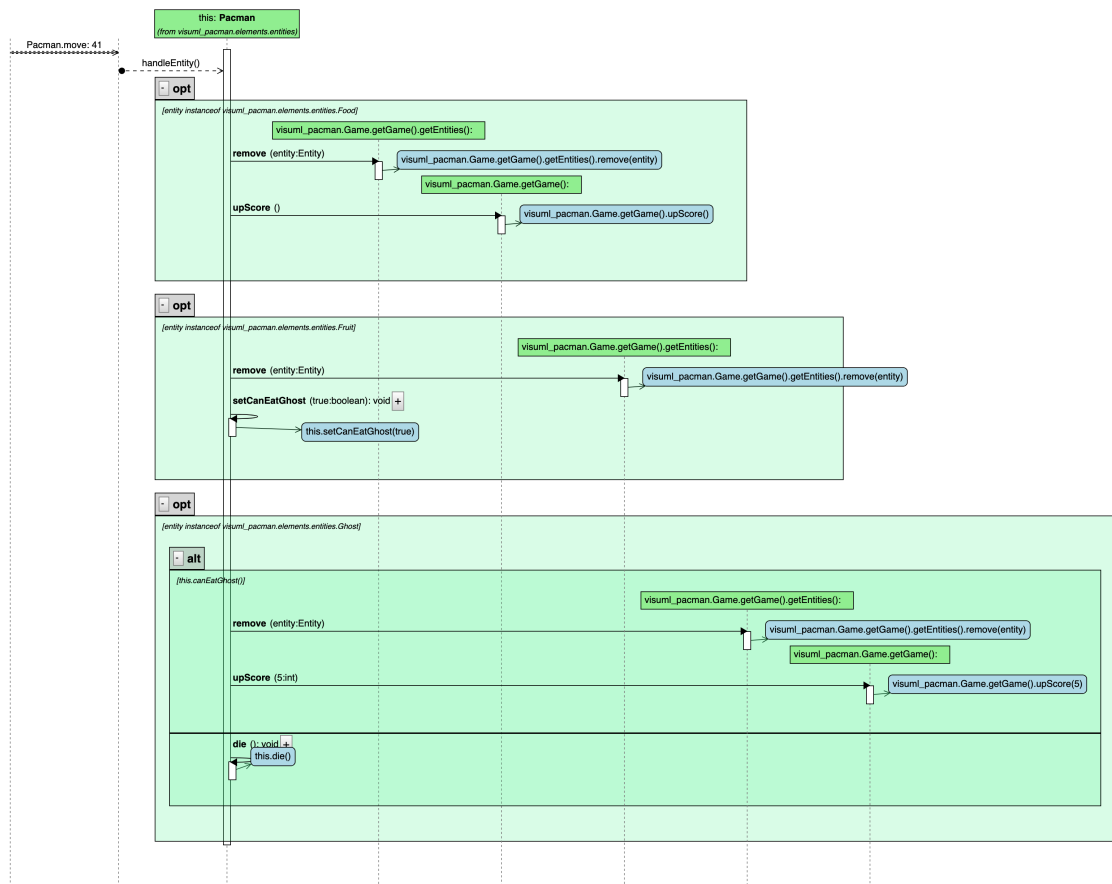 this: Pacman
(from visuml_pacman.elements.entities)
Pacman.move: 41
handleEntity()
- opt
[entity instanceof visuml_pacman.elements.entities.Food]
visuml_pacman.Game.getGame().getEntities():
remove (entity:Entity)
visuml_pacman.Game.getGame().getEntities().remove(entity)
visuml_pacman.Game.getGame():
upScore ()
visuml_pacman.Game.getGame().upScore()
- opt
[entity instanceof visuml_pacman.elements.entities.Fruit]
visuml_pacman.Game.getGame().getEntities():
remove (entity:Entity)
visuml_pacman.Game.getGame().getEntities().remove(entity)
setCanEatGhost (true:boolean): void +
this.setCanEatGhost(true)
- opt
[entity instanceof visuml_pacman.elements.entities.Ghost]
- alt
[this.canEatGhost()]
visuml_pacman.Game.getGame().getEntities():
remove (entity:Entity)
visuml_pacman.Game.getGame().getEntities().remove(entity)
visuml_pacman.Game.getGame():
upScore (5:int)
visuml_pacman.Game.getGame().upScore(5)
die (): void +
this.die()